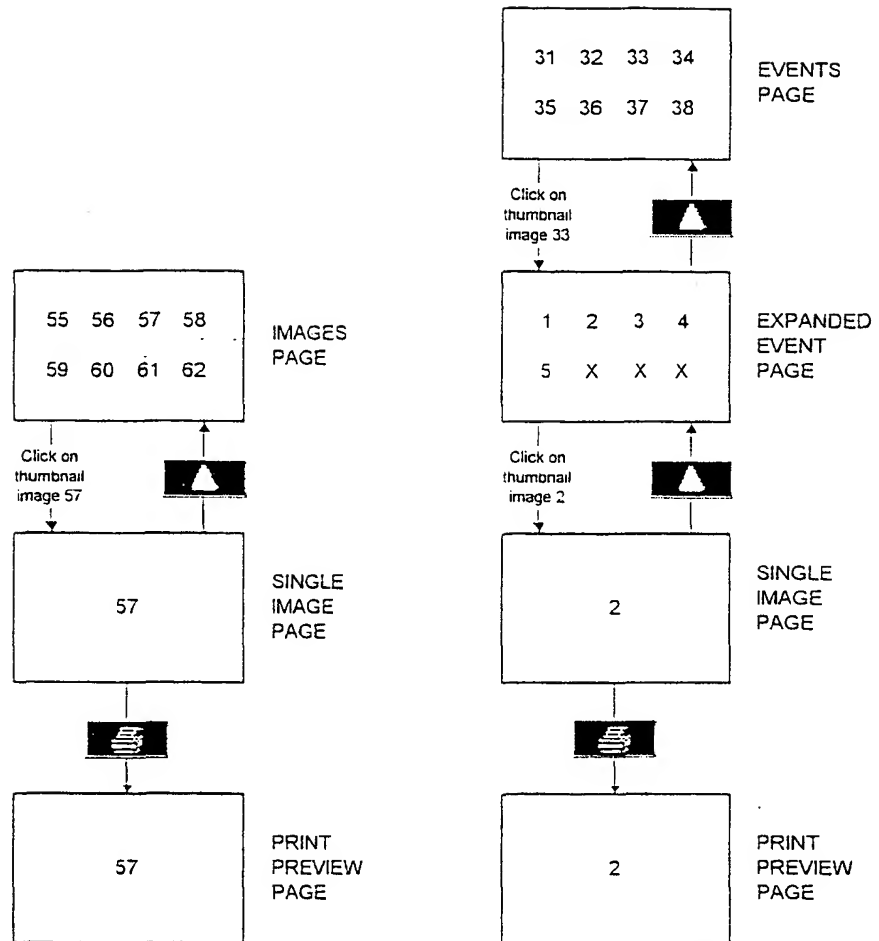 31 32 33 34
35 36 37 38
EVENTS
PAGE
Click on
thumbnail
image 33
55 56 57 58
59 60 61 62
IMAGES
PAGE
1 2 3 4
5 X X X
EXPANDED
EVENT
PAGE
Click on
thumbnail
image 57
Click on
thumbnail
image 2
57
SINGLE
IMAGE
PAGE
2
SINGLE
IMAGE
PAGE
57
PRINT
PREVIEW
PAGE
2
PRINT
PREVIEW
PAGE